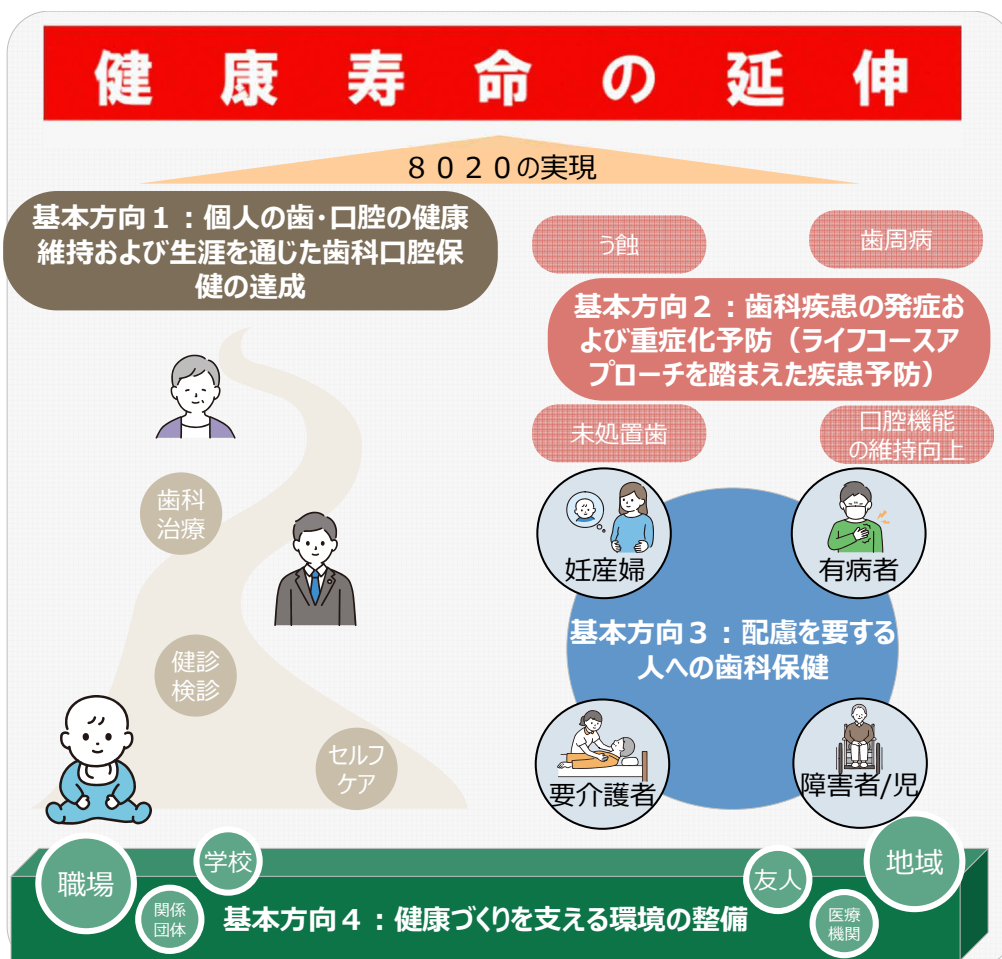 健康寿命の延伸
８０２０の実現
基本方向１：個人の歯・口腔の健康
維持および生涯を通じた歯科口腔保
健の達成
う蝕
歯周病
基本方向２：歯科疾患の発症お
よび重症化予防（ライフコースア
プローチを踏まえた疾患予防）
未処置歯
口腔機能
の維持向上
歯科
治療
健診
検診
セルフ
ケア
妊産婦
有病者
基本方向３：配慮を要する
人への歯科保健
要介護者
障害者/児
職場
学校
関係
団体
基本方向４：健康づくりを支える環境の整備
友人
地域
医療
機関